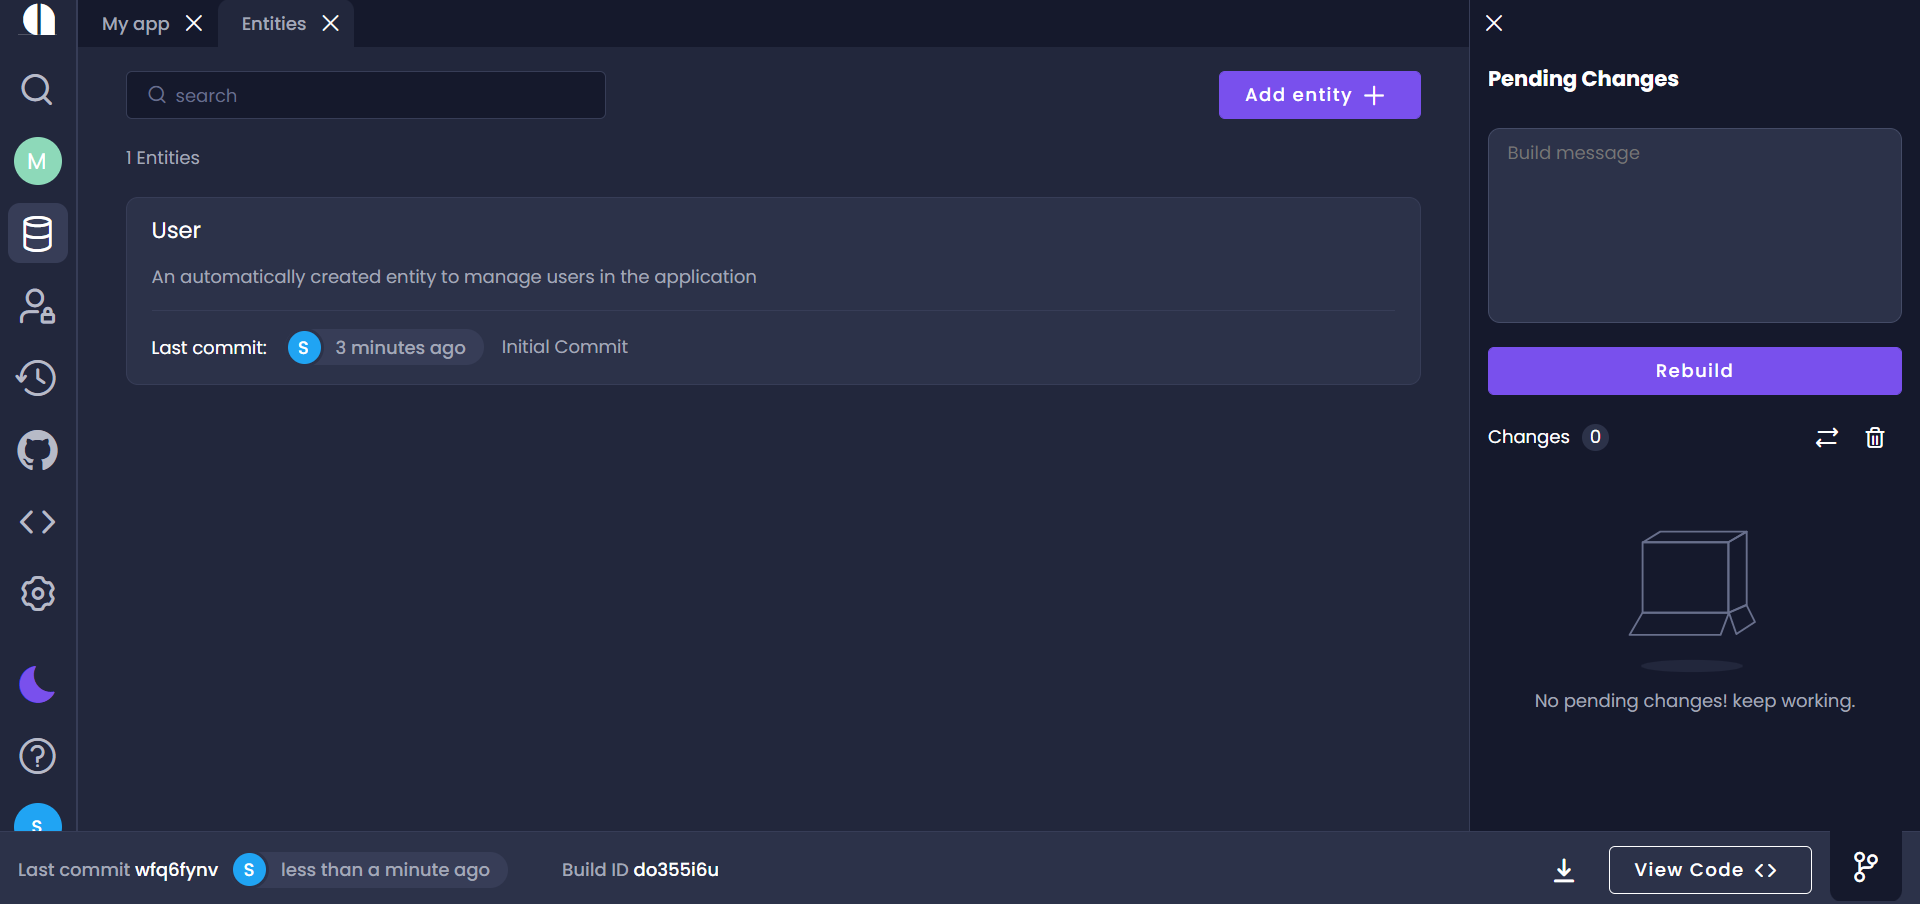 My app
Entities
search
Add entity
1 Entities
M
User
An automatically created entity to manage users in the application
Last commit: S 3 minutes ago Initial Commit
Pending Changes
Build message
Rebuild
Changes 0
No pending changes! keep working.
S
Last commit wfq6fynv S less than a minute ago Build ID do355i6u
View Code